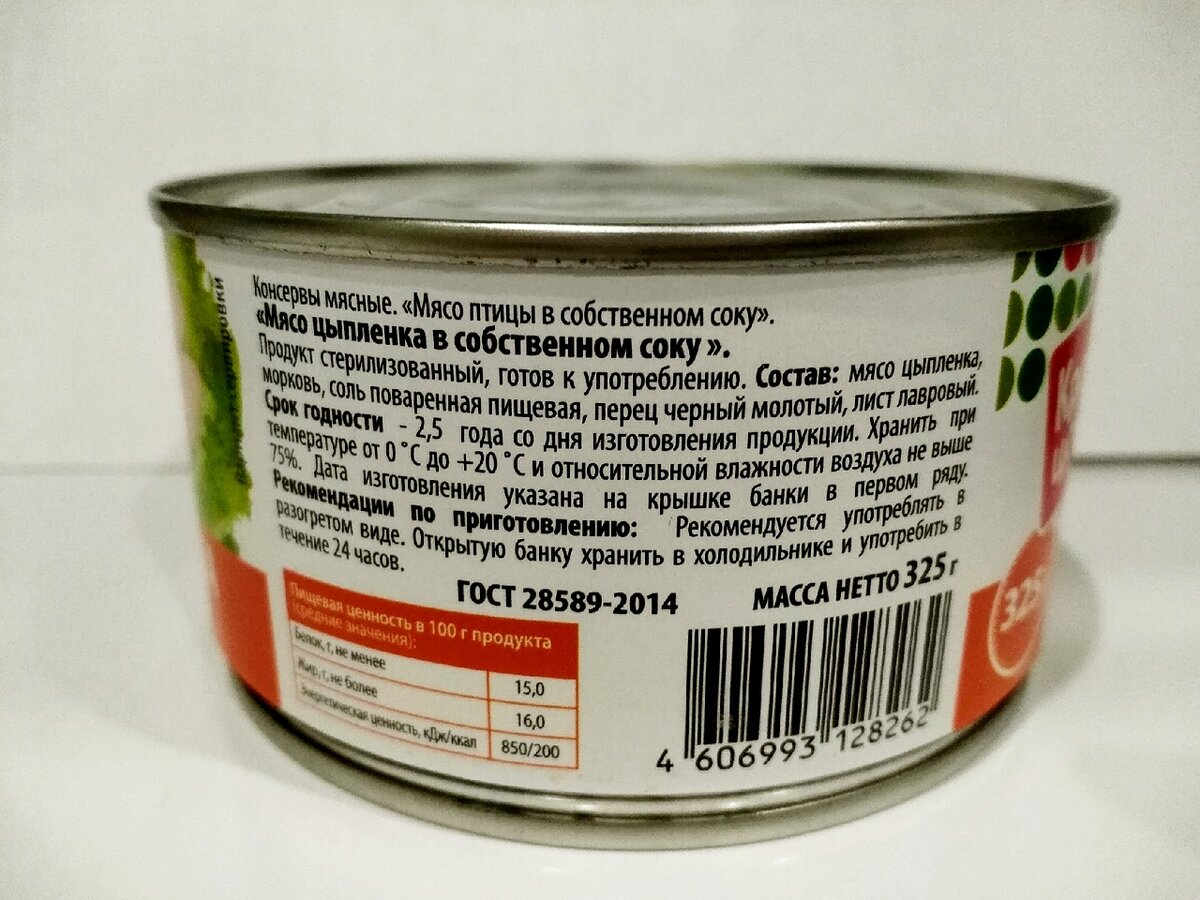 Консервы мясные. «Мясо птицы в собственном соку».
«Мясо цыпленка в собственном соку ».
Продукт стерилизованный, готов к употреблению. Состав: мясо цыпленка,
морковь, соль поваренная пищевая, перец черный молотый, лист лавровый.
Срок годности - 2,5 года со дня изготовления продукции. Хранить при
температуре от 0 °С до +20 °С и относительной влажности воздуха не выше
75%. Дата изготовления указана на крышке банки в первом ряду.
Рекомендации по приготовлению: Рекомендуется употреблять в
разогретом виде. Открытую банку хранить в холодильнике и употребить в
течение 24 часов.
ГОСТ 28589-2014
МАССА НЕТТО 325 г
Пищевая ценность в 100 г продукта
(средние значения):
Белок, г, не менее 15,0
Жир, г, не более 16,0
Энергетическая ценность, кДж/ккал 850/200
4 606993 128262
325